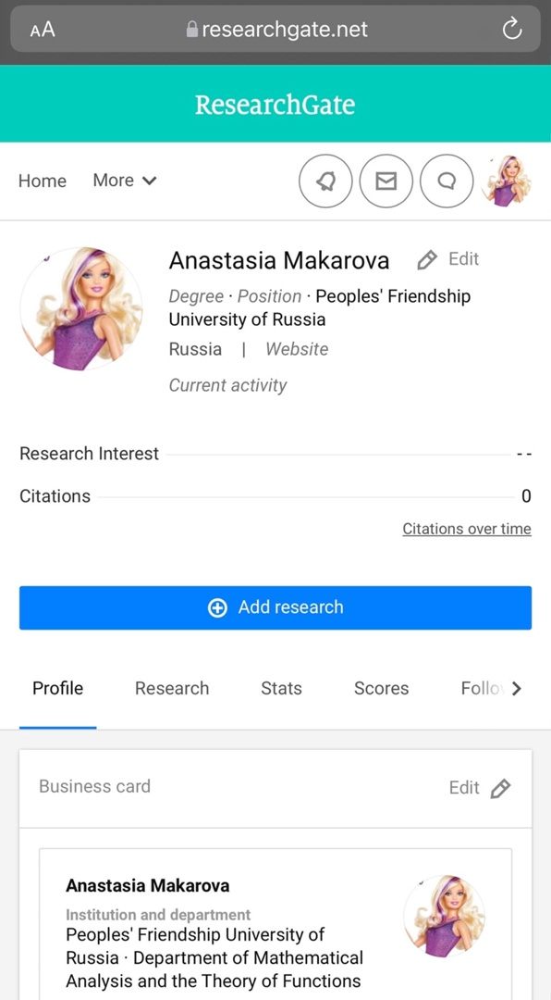 AA researchgate.net
ResearchGate
Home More
Anastasia Makarova Edit
Degree · Position · Peoples' Friendship
University of Russia
Russia | Website
Current activity
Research Interest - -
Citations 0
Citations over time
Add research
Profile Research Stats Scores Follov
Business card Edit
Anastasia Makarova
Institution and department
Peoples' Friendship University of
Russia · Department of Mathematical
Analysis and the Theory of Functions